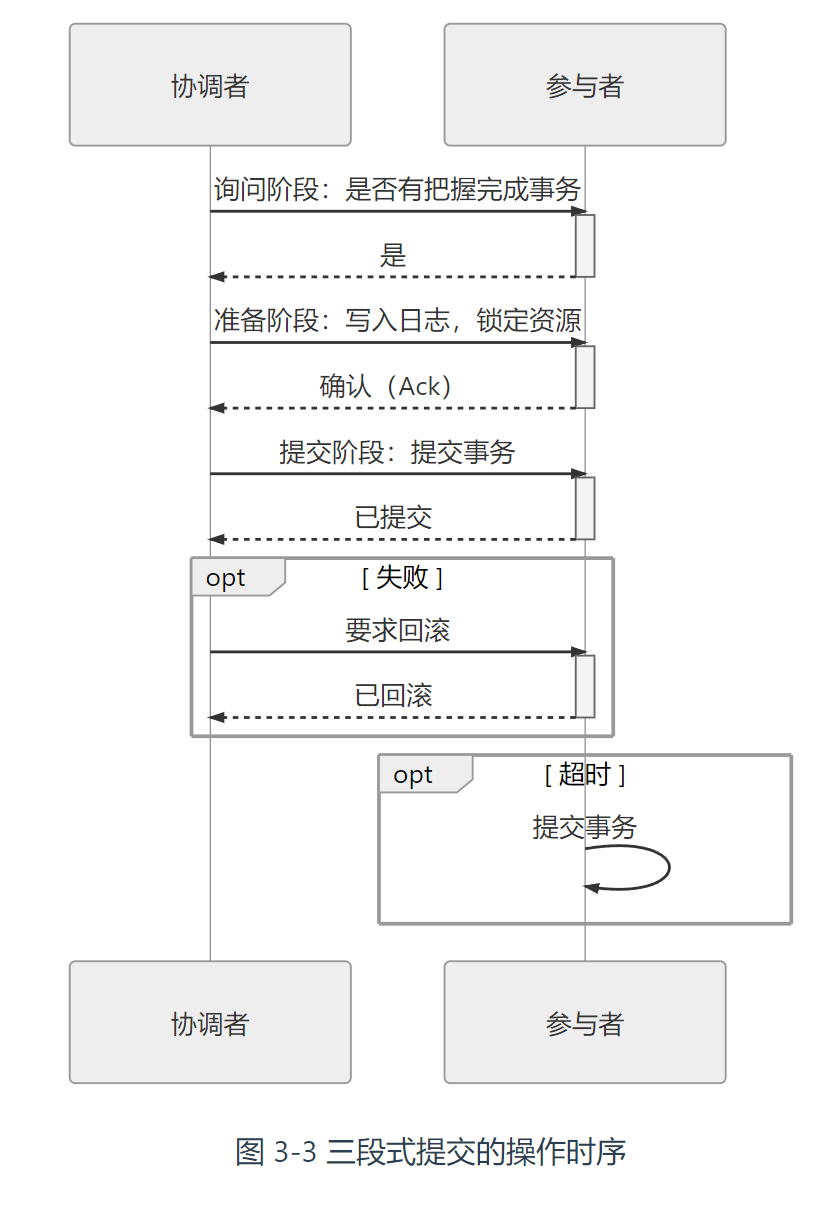 协调者
参与者
询问阶段：是否有把握完成事务
是
准备阶段：写入日志，锁定资源
确认（Ack）
提交阶段：提交事务
已提交
opt
[ 失败 ]
要求回滚
已回滚
opt
[ 超时 ]
提交事务
协调者
参与者
图 3-3 三段式提交的操作时序